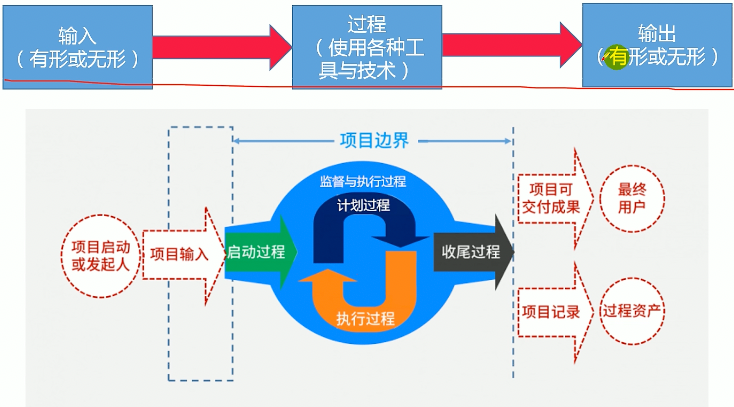 输入
（有形或无形）
过程
（使用各种工
具与技术）
输出
（有形或无形）
项目边界
监督与执行过程
计划过程
项目启动
或发起人
项目输入
启动过程
收尾过程
执行过程
项目可
交付成果
最终
用户
项目记录
过程资产